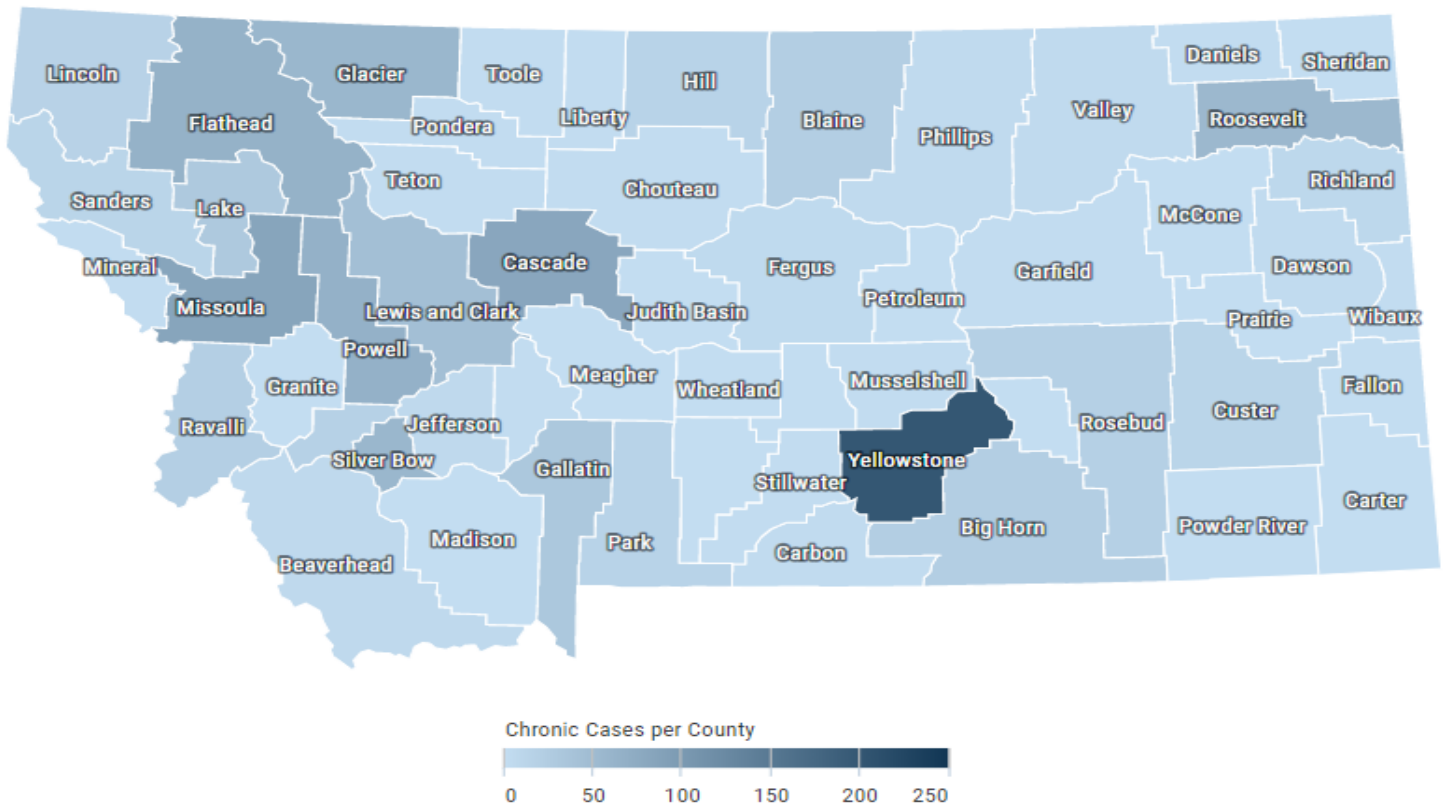 Lincoln
Glacier
Toole
Hill
Daniels
Sheridan
Flathead
Pondera
Liberty
Blaine
Phillips
Valley
Roosevelt
Teton
Chouteau
Richland
Sanders
Lake
McCone
Mineral
Cascade
Fergus
Garfield
Dawson
Missoula
Lewis and Clark
Judith Basin
Petroleum
Prairie
Wibaux
Powell
Granite
Meagher
Wheatland
Musselshell
Fallon
Ravalli
Jefferson
Rosebud
Custer
Silver Bow
Gallatin
Stillwater
Yellowstone
Carter
Beaverhead
Madison
Park
Carbon
Big Horn
Powder River
Chronic Cases per County
0 50 100 150 200 250